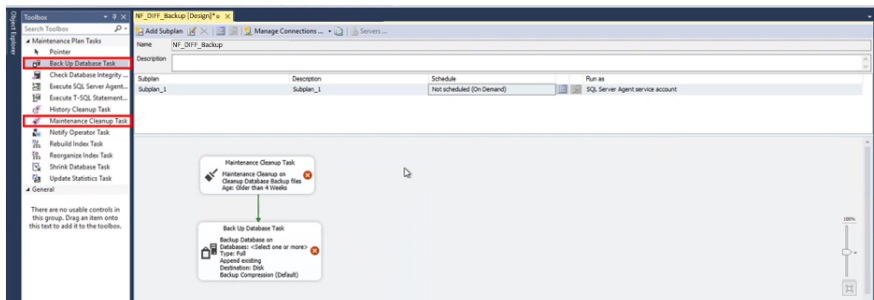 Object Explorer
Toolbox
Search Toolbox
Maintenance Plan Tasks
Pointer
Back Up Database Task
Check Database Integrity ...
Execute SQL Server Agent...
Execute T-SQL Statement...
History Cleanup Task
Maintenance Cleanup Task
Notify Operator Task
Rebuild Index Task
Reorganize Index Task
Shrink Database Task
Update Statistics Task
General
There are no usable controls in
this group. Drag an item onto
this text to add it to the toolbox.
NF_DIFF_Backup [Design]*
Add Subplan
Manage Connections ...
Servers ...
Name NF_DIFF_Backup
Description
Subplan Description Schedule Run as
Subplan_1 Subplan_1 Not scheduled (On Demand) SQL Server Agent service account
Maintenance Cleanup Task
Maintenance Cleanup on
Cleanup Database Backup files
Age: Older than 4 Weeks
Back Up Database Task
Backup Database on
Databases: <Select one or more>
Type: Full
Append existing
Destination: Disk
Backup Compression (Default)
100%